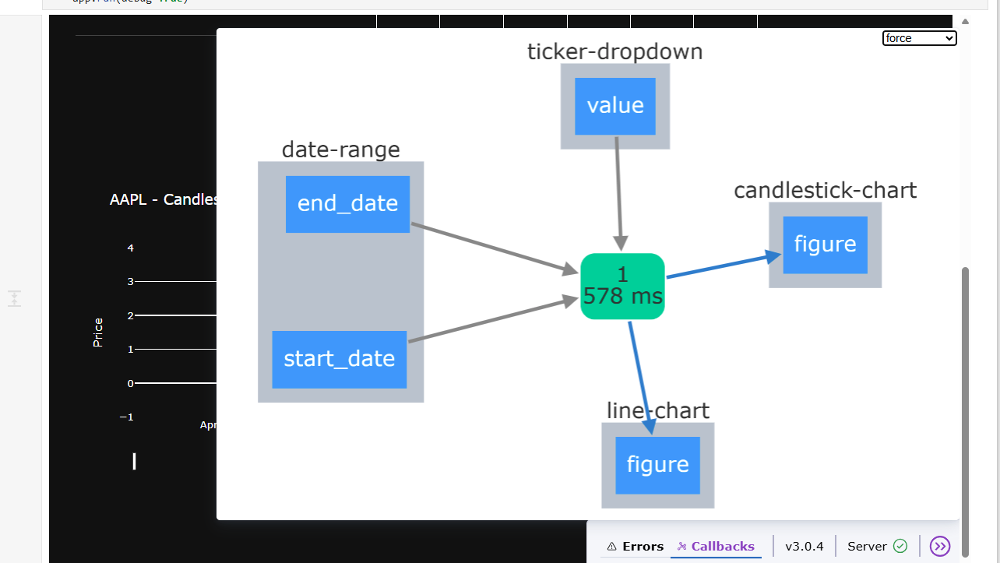 app.run(debug=True)
force
ticker-dropdown
value
date-range
end_date
start_date
candlestick-chart
figure
1
578 ms
line-chart
figure
AAPL - Candles
Price
4
3
2
1
0
−1
Apr
Errors
Callbacks
v3.0.4
Server